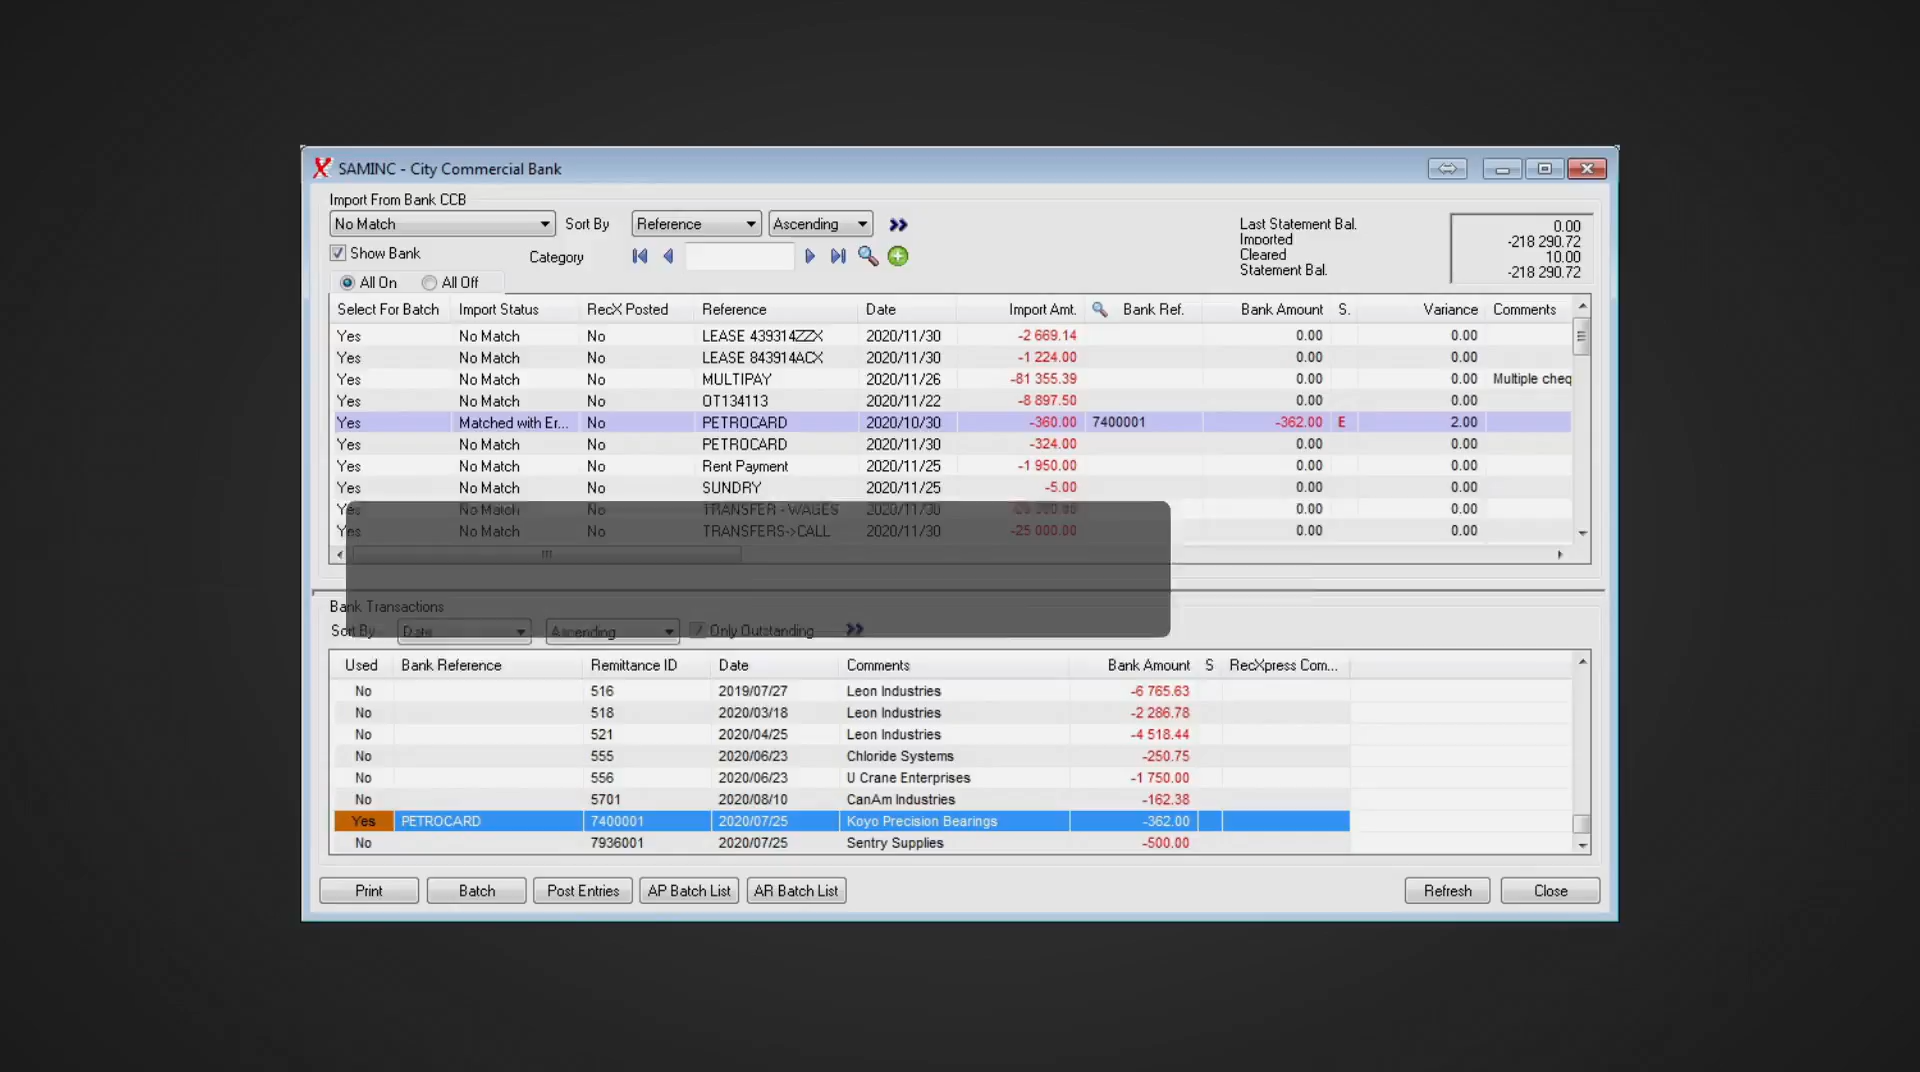 SAMINC - City Commercial Bank
Import From Bank CCB
No Match Sort By Reference Ascending
Show Bank Category
All On All Off
Last Statement Bal. 0.00
Imported -218 290.72
Cleared 10.00
Statement Bal. -218 290.72
Select For Batch Import Status RecX Posted Reference Date Import Amt. Bank Ref. Bank Amount S. Variance Comments
Yes No Match No LEASE 439314ZZX 2020/11/30 -2 669.14 0.00 0.00
Yes No Match No LEASE 843914ACX 2020/11/30 -1 224.00 0.00 0.00
Yes No Match No MULTIPAY 2020/11/26 -81 355.39 0.00 0.00 Multiple cheq
Yes No Match No OT134113 2020/11/22 -8 897.50 0.00 0.00
Yes Matched with Er... No PETROCARD 2020/10/30 -360.00 7400001 -362.00 E 2.00
Yes No Match No PETROCARD 2020/11/30 -324.00 0.00 0.00
Yes No Match No Rent Payment 2020/11/25 -1 950.00 0.00 0.00
Yes No Match No SUNDRY 2020/11/25 -5.00 0.00 0.00
Yes No Match No TRANSFER - WAGES 2020/11/30 0.00 0.00
Yes No Match No TRANSFERS->CALL 2020/11/30 -25 000.00 0.00 0.00
Bank Transactions
Sort By Date Ascending Only Outstanding
Used Bank Reference Remittance ID Date Comments Bank Amount S RecXpress Com...
No 516 2019/07/27 Leon Industries -6 765.63
No 518 2020/03/18 Leon Industries -2 286.78
No 521 2020/04/25 Leon Industries -4 518.44
No 555 2020/06/23 Chloride Systems -250.75
No 556 2020/06/23 U Crane Enterprises -1 750.00
No 5701 2020/08/10 CanAm Industries -162.38
Yes PETROCARD 7400001 2020/07/25 Koyo Precision Bearings -362.00
No 7936001 2020/07/25 Sentry Supplies -500.00
Print Batch Post Entries AP Batch List AR Batch List Refresh Close